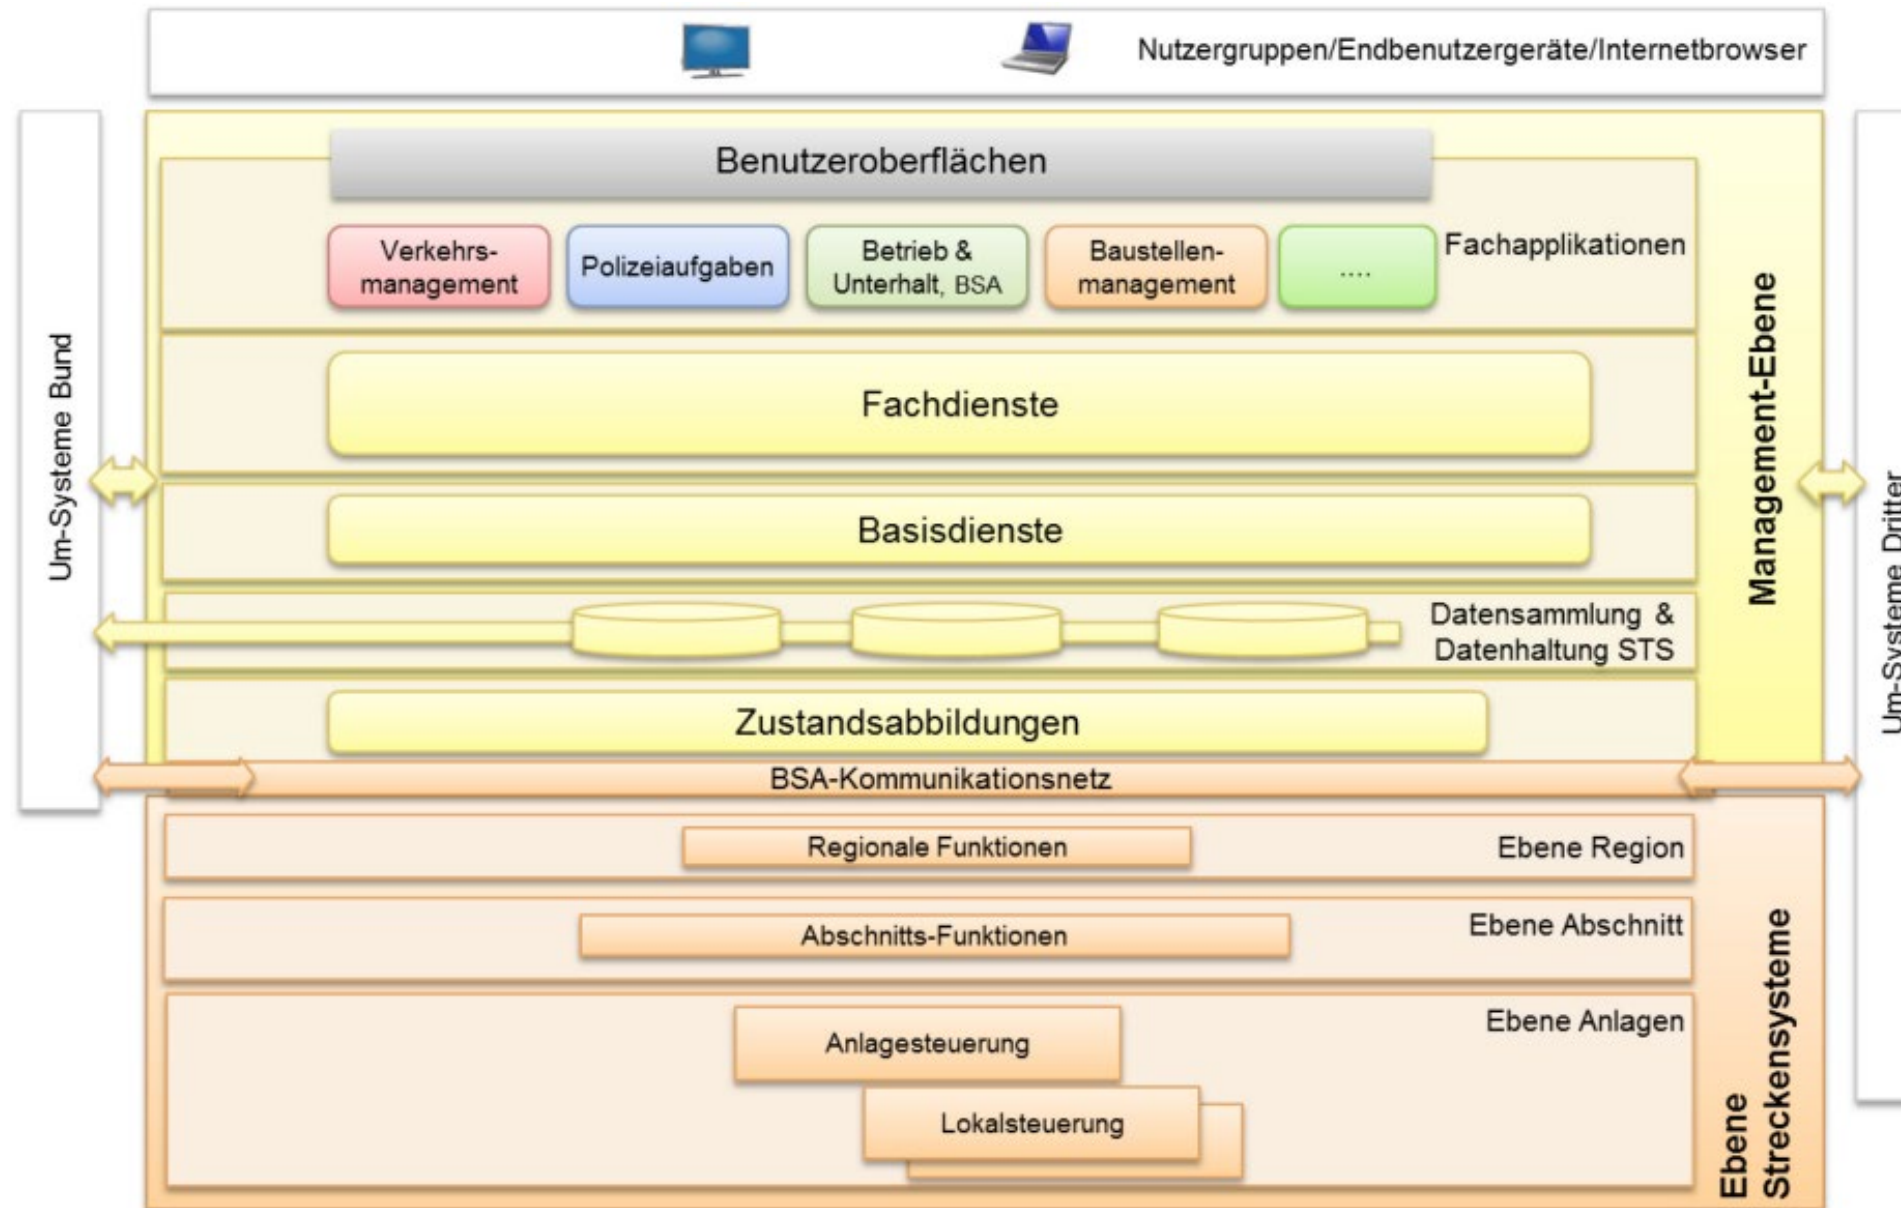 Nutzergruppen/Endbenutzergeräte/Internetbrowser
Um-Systeme Bund
Benutzeroberflächen
Verkehrs-
management
Polizeiaufgaben
Betrieb &
Unterhalt, BSA
Baustellen-
management
....
Fachapplikationen
Fachdienste
Basisdienste
Datensammlung &
Datenhaltung STS
Zustandsabbildungen
Management-Ebene
Um-Systeme Dritter
BSA-Kommunikationsnetz
Regionale Funktionen
Ebene Region
Abschnitts-Funktionen
Ebene Abschnitt
Anlagesteuerung
Ebene Anlagen
Lokalsteuerung
Ebene
Streckensysteme